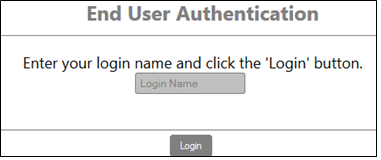 End User Authentication
Enter your login name and click the 'Login' button.
Login Name
Login